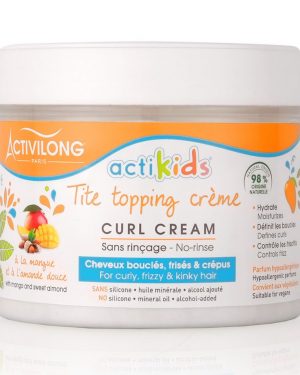 ACTIVILONG
PARIS
actikids
Tite topping crème
CURL CREAM
Sans rinçage - No-rinse
Cheveux bouclés, frisés & crépus
For curly, frizzy & kinky hair
SANS silicone • huile minérale • alcool ajouté
NO silicone • mineral oil • alcohol-added
à la mangue
et à l'amande douce
with mango and sweet almond
98 %
ORIGINE
NATURELLE
• Hydrate
Moisturises
• Définit les boucles
Defines curls
• Contrôle les frisottis
Controls frizz
Parfum hypoallergénique
Hypoallergenic perfume
Convient aux
Suitable for vegans